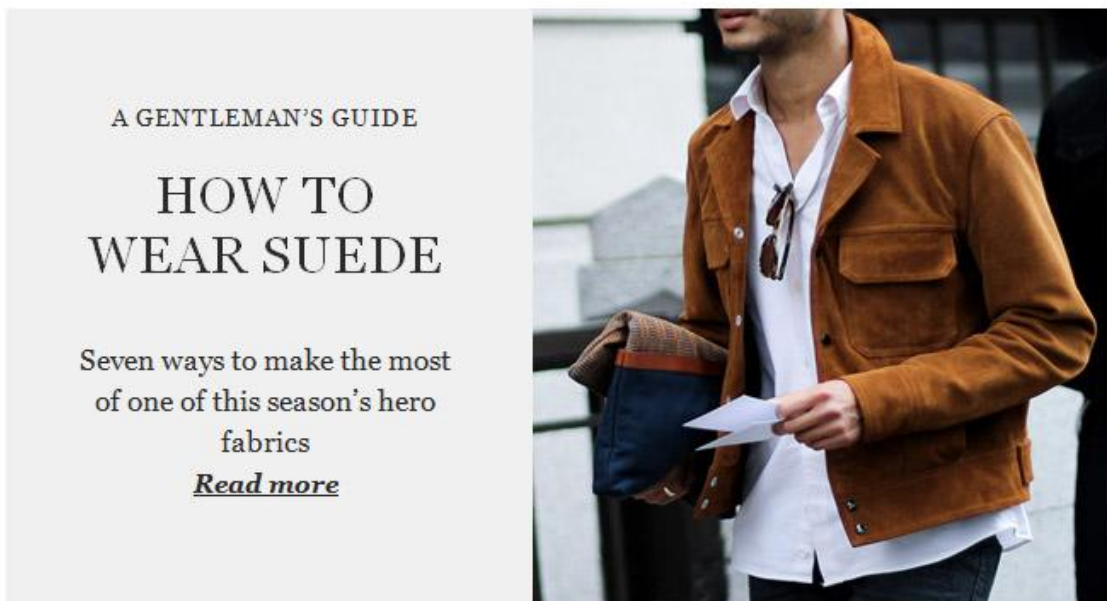 A GENTLEMAN’S GUIDE
HOW TO
WEAR SUEDE
Seven ways to make the most
of one of this season’s hero
fabrics
Read more